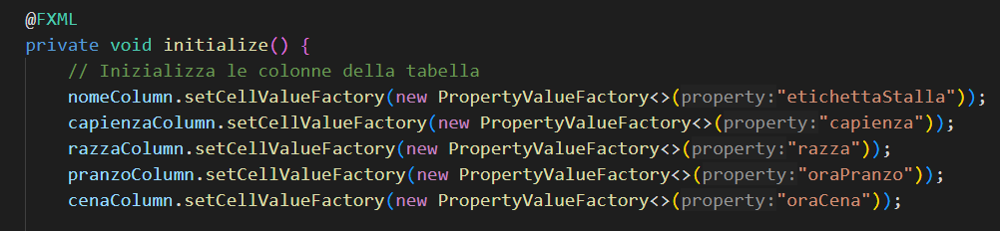 @FXML
private void initialize() {
// Inizializza le colonne della tabella
nomeColumn.setCellValueFactory(new PropertyValueFactory<>(property:"etichettaStalla"));
capienzaColumn.setCellValueFactory(new PropertyValueFactory<>(property:"capienza"));
razzaColumn.setCellValueFactory(new PropertyValueFactory<>(property:"razza"));
pranzoColumn.setCellValueFactory(new PropertyValueFactory<>(property:"oraPranzo"));
cenaColumn.setCellValueFactory(new PropertyValueFactory<>(property:"oraCena"));